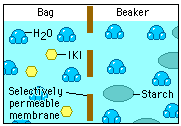 Bag Beaker
H2O
IKI
Selectively
permeable
membrane
Starch